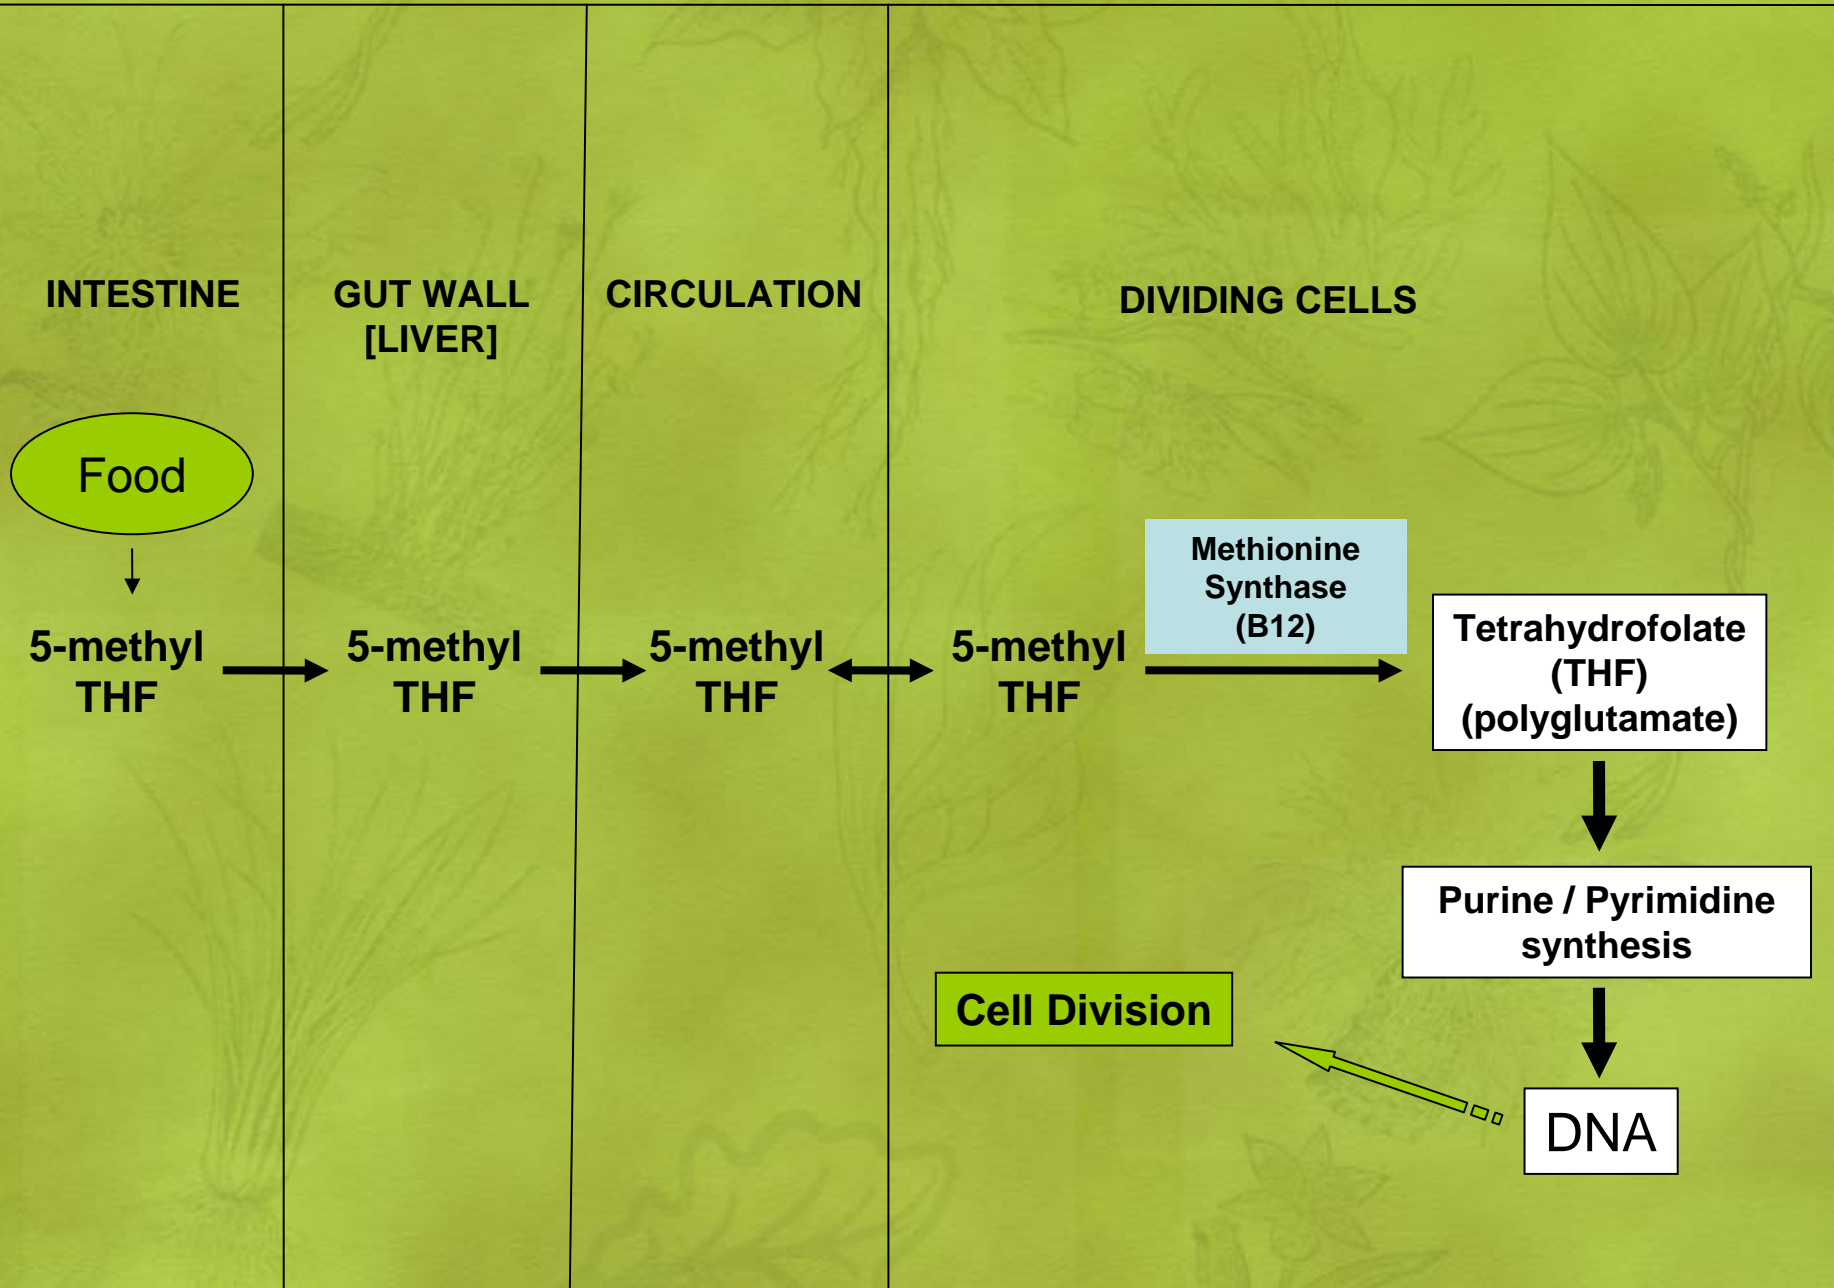 INTESTINE
GUT WALL
[LIVER]
CIRCULATION
DIVIDING CELLS
Food
5-methyl
THF
5-methyl
THF
5-methyl
THF
5-methyl
THF
Methionine
Synthase
(B12)
Tetrahydrofolate
(THF)
(polyglutamate)
Purine / Pyrimidine
synthesis
Cell Division
DNA